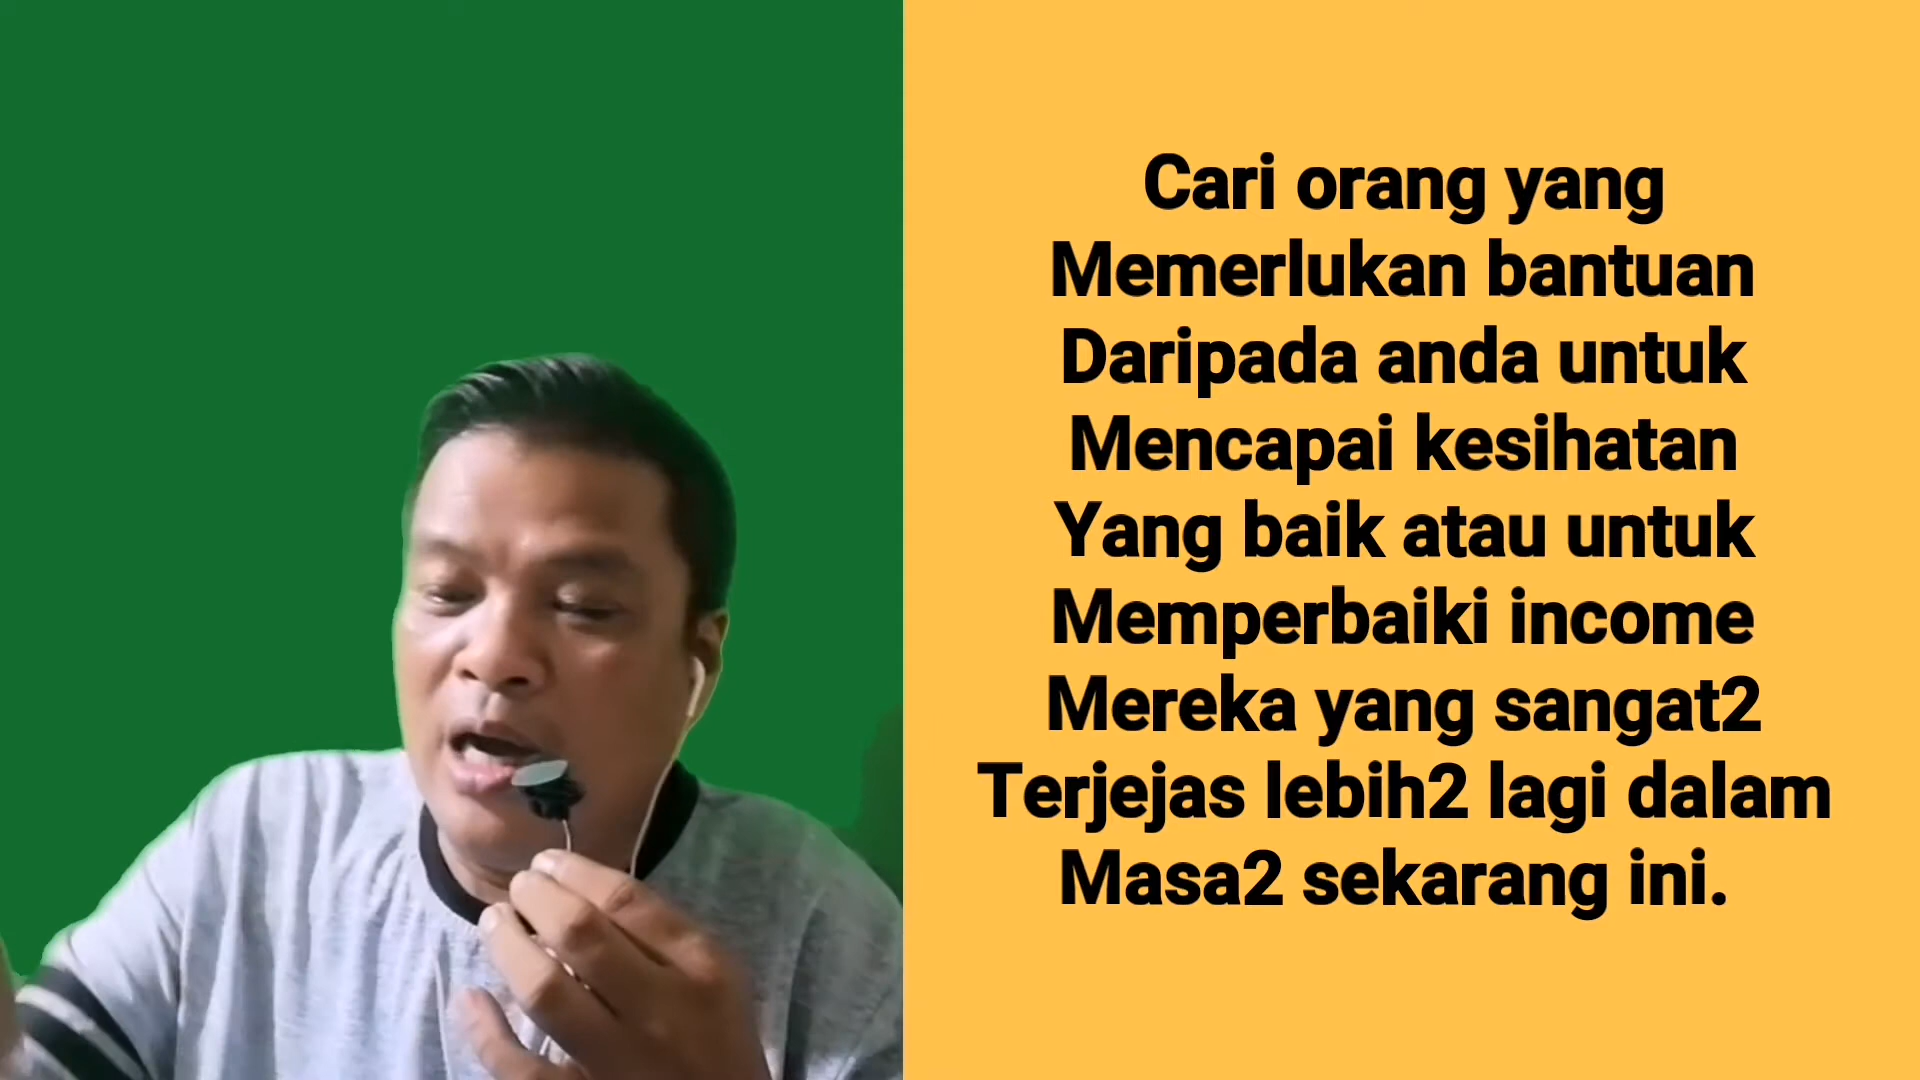 Cari orang yang
Memerlukan bantuan
Daripada anda untuk
Mencapai kesihatan
Yang baik atau untuk
Memperbaiki income
Mereka yang sangat2
Terjejas lebih2 lagi dalam
Masa2 sekarang ini.